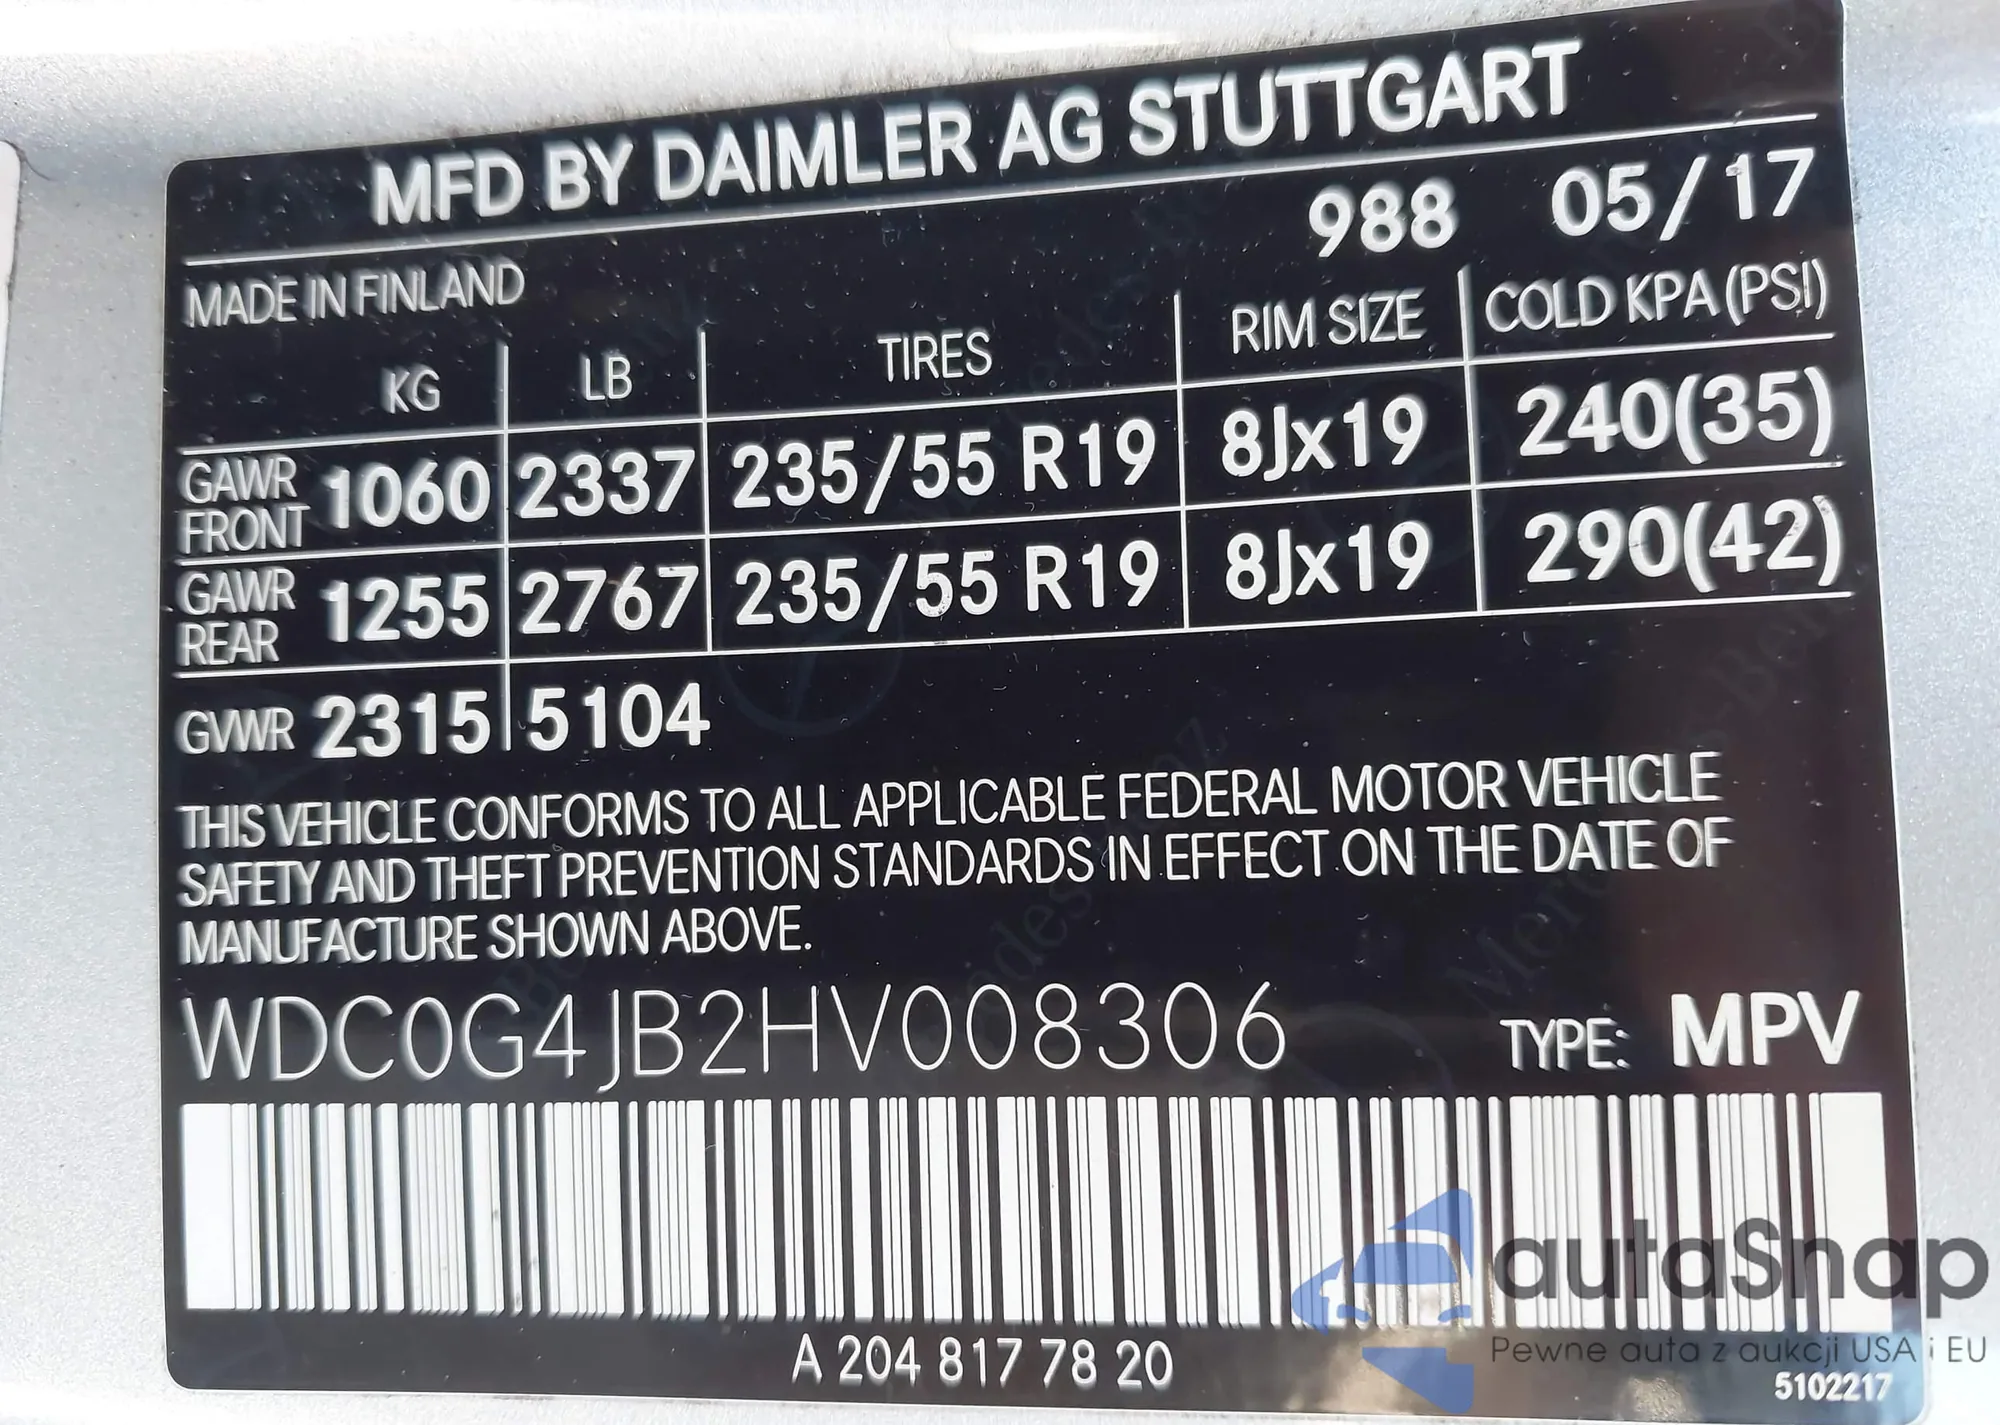 MFD BY DAIMLER AG STUTTGART
988 05/17
MADE IN FINLAND
KG LB TIRES RIM SIZE COLD KPA (PSI)
GAWR FRONT 1060 2337 235/55 R19 8Jx19 240(35)
GAWR REAR 1255 2767 235/55 R19 8Jx19 290(42)
GVWR 2315 5104
THIS VEHICLE CONFORMS TO ALL APPLICABLE FEDERAL MOTOR VEHICLE
SAFETY AND THEFT PREVENTION STANDARDS IN EFFECT ON THE DATE OF
MANUFACTURE SHOWN ABOVE.
WDC0G4JB2HV008306 TYPE: MPV
A 204 817 78 20
5102217
autaSnap
Pewne auta z aukcji USA i EU